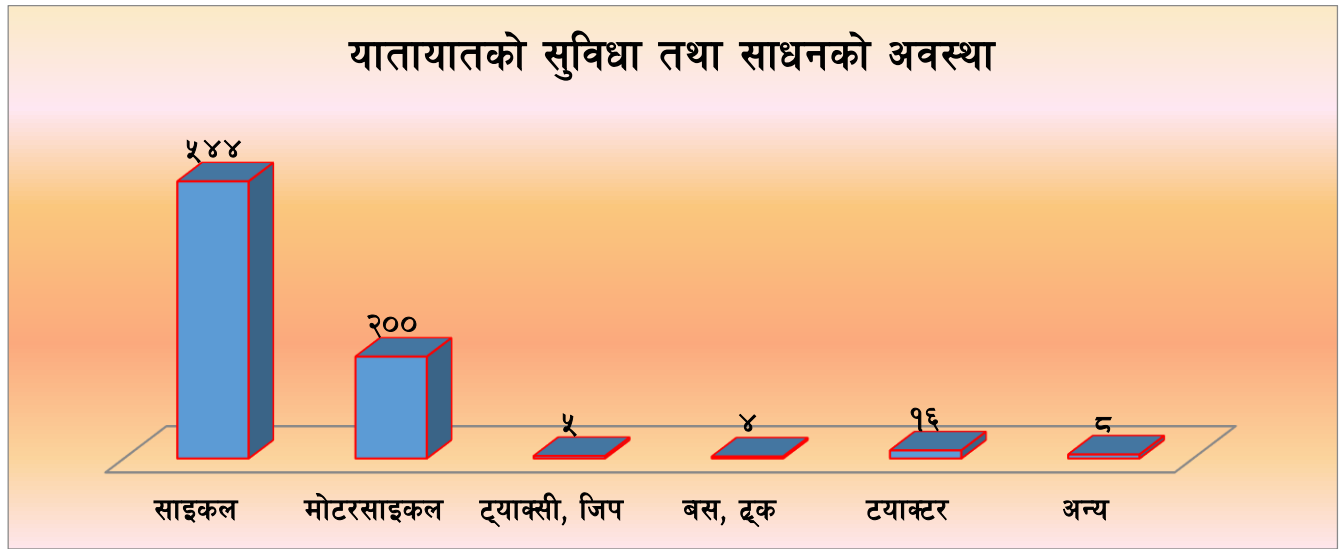 यातायातको सुविधा तथा साधनको अवस्था
५४४
२००
५
४
१६
८
साइकल
मोटरसाइकल
ट्याक्सी, जिप
बस, ट्रक
टयाक्टर
अन्य